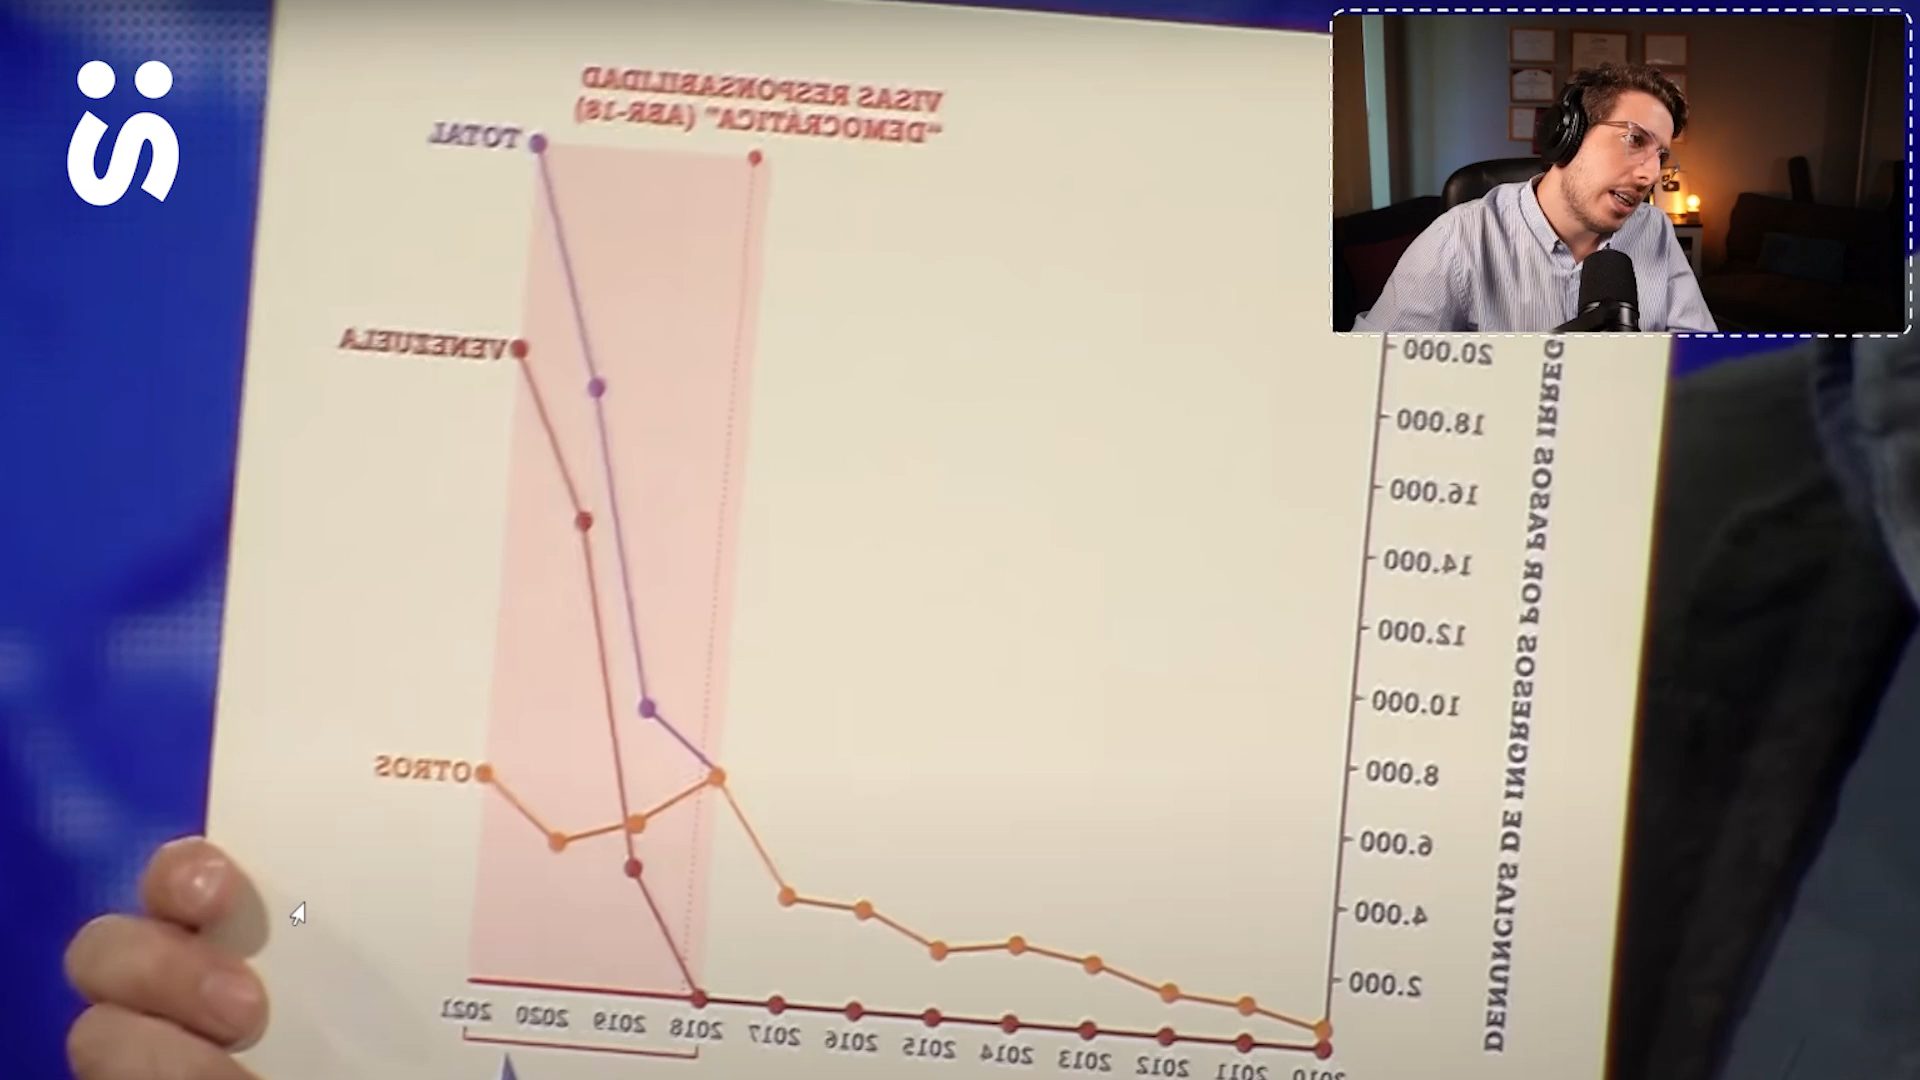 VISAS RESPONSABILIDAD
"DEMOCRÁTICA" (ABR-18)
TOTAL
VENEZUELA
OTROS
20.000
18.000
16.000
14.000
12.000
10.000
8.000
6.000
4.000
2.000
DENUNCIAS DE INGRESOS POR PASOS IRREG
2010 2011 2012 2013 2014 2015 2016 2017 2018 2019 2020 2021